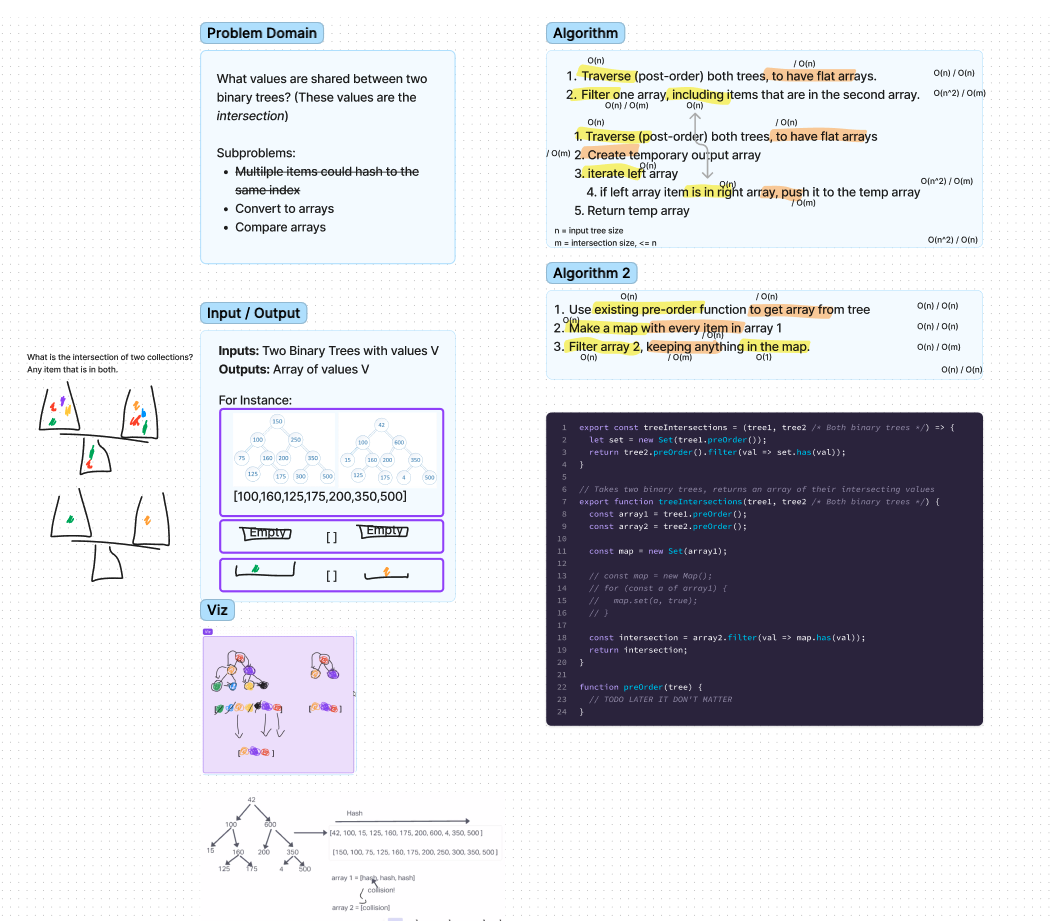 Problem Domain
What values are shared between two
binary trees? (These values are the
intersection)
Subproblems:
• Multilple items could hash to the
same index
• Convert to arrays
• Compare arrays
Input / Output
Inputs: Two Binary Trees with values V
Outputs: Array of values V
For Instance:
150
100 250
75 160 200 350
125 175 300 500
42
100 600
15 160 200 350
125 175 4 500
[100,160,125,175,200,350,500]
Empty [ ] Empty
[ ]
What is the intersection of two collections?
Any item that is in both.
Viz
Viz
[ ] [ ]
[ ]
42
100 600
15 160 200 350
125 175 4 500
Hash
[42, 100, 15, 125, 160, 175, 200, 600, 4, 350, 500 ]
[150, 100, 75, 125, 160, 175, 200, 250, 300, 350, 500 ]
array 1 = [hash, hash, hash]
collision!
array 2 = [collision]
Algorithm
O(n) / O(n)
1. Traverse (post-order) both trees, to have flat arrays. O(n) / O(n)
2. Filter one array, including items that are in the second array. O(n^2) / O(m)
O(n) / O(m) O(n)
O(n) / O(n)
1. Traverse (post-order) both trees, to have flat arrays
/ O(m) 2. Create temporary output array
O(n)
3. iterate left array
O(n) O(n^2) / O(m)
4. if left array item is in right array, push it to the temp array
/ O(m)
5. Return temp array
n = input tree size
m = intersection size, <= n
O(n^2) / O(n)
Algorithm 2
O(n) / O(n)
1. Use existing pre-order function to get array from tree O(n) / O(n)
O(n)
2. Make a map with every item in array 1 O(n) / O(n)
/ O(n)
3. Filter array 2, keeping anything in the map. O(n) / O(m)
O(n) / O(m) O(1)
O(n) / O(n)
1 export const treeIntersections = (tree1, tree2 /* Both binary trees */) => {
2 let set = new Set(tree1.preOrder());
3 return tree2.preOrder().filter(val => set.has(val));
4 }
5
6 // Takes two binary trees, returns an array of their intersecting values
7 export function treeIntersections(tree1, tree2 /* Both binary trees */) {
8 const array1 = tree1.preOrder();
9 const array2 = tree2.preOrder();
10
11 const map = new Set(array1);
12
13 // const map = new Map();
14 // for (const a of array1) {
15 // map.set(a, true);
16 // }
17
18 const intersection = array2.filter(val => map.has(val));
19 return intersection;
20 }
21
22 function preOrder(tree) {
23 // TODO LATER IT DON'T MATTER
24 }